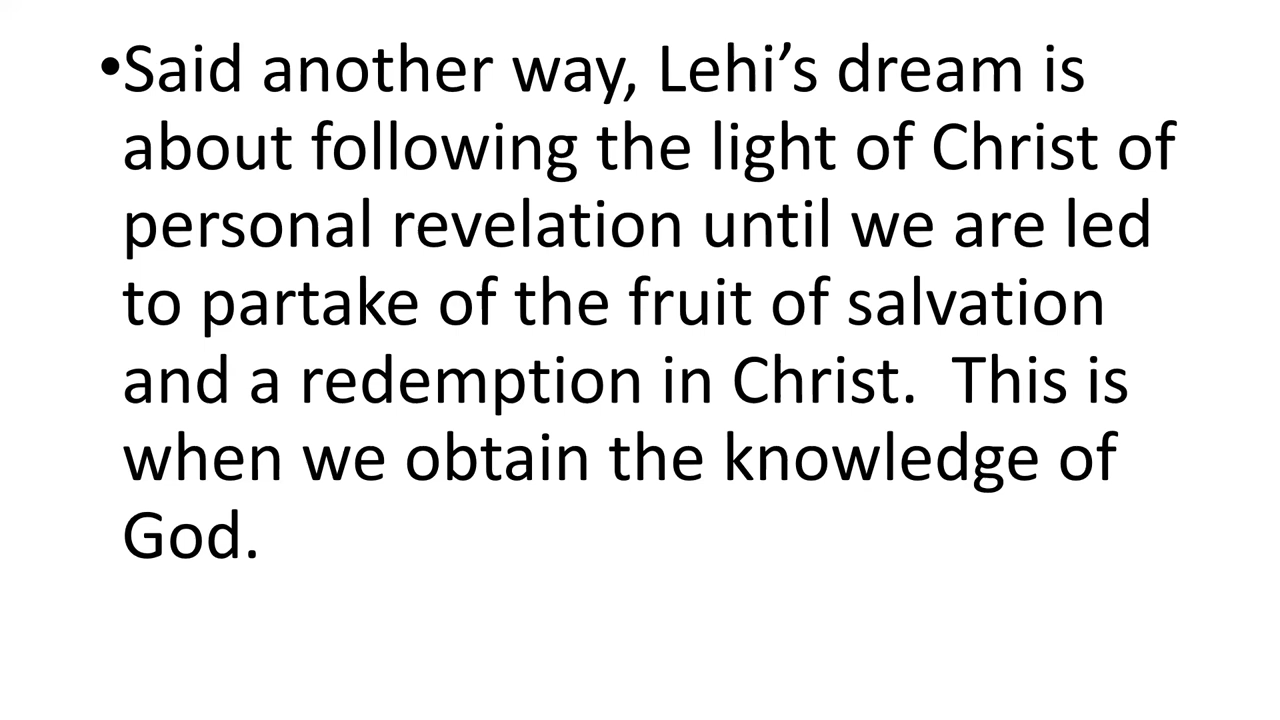 •Said another way, Lehi’s dream is
about following the light of Christ of
personal revelation until we are led
to partake of the fruit of salvation
and a redemption in Christ.  This is
when we obtain the knowledge of
God.